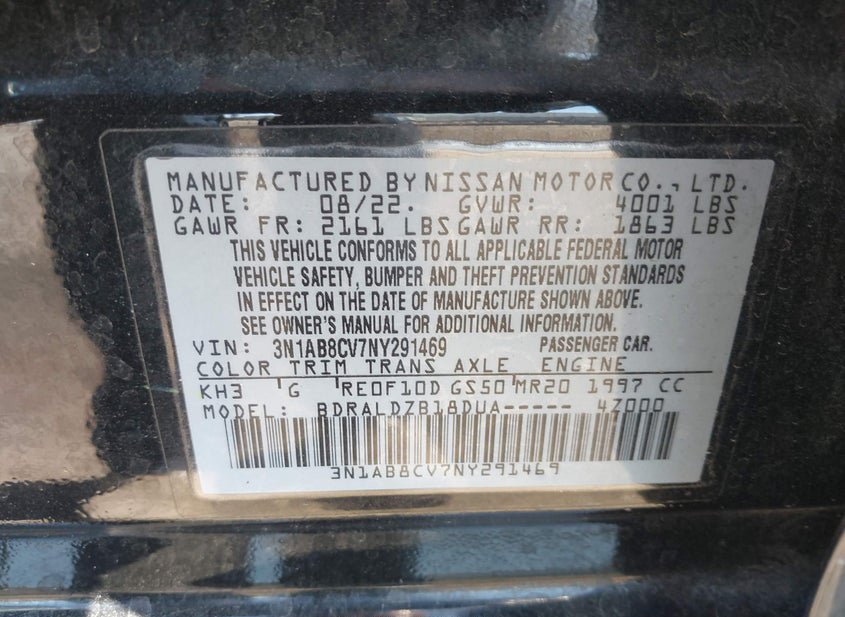 MANUFACTURED BY NISSAN MOTOR CO., LTD.
DATE: 08/22. GVWR: 4001 LBS
GAWR FR: 2161 LBS GAWR RR: 1863 LBS
THIS VEHICLE CONFORMS TO ALL APPLICABLE FEDERAL MOTOR
VEHICLE SAFETY, BUMPER AND THEFT PREVENTION STANDARDS
IN EFFECT ON THE DATE OF MANUFACTURE SHOWN ABOVE.
SEE OWNER'S MANUAL FOR ADDITIONAL INFORMATION.
VIN: 3N1AB8CV7NY291469 PASSENGER CAR.
COLOR TRIM TRANS AXLE ENGINE
KH3 G RE0F10D GS50 MR20 1997 CC
MODEL: BDRALDZB18DUA----- 4Z000
3N1AB8CV7NY291469